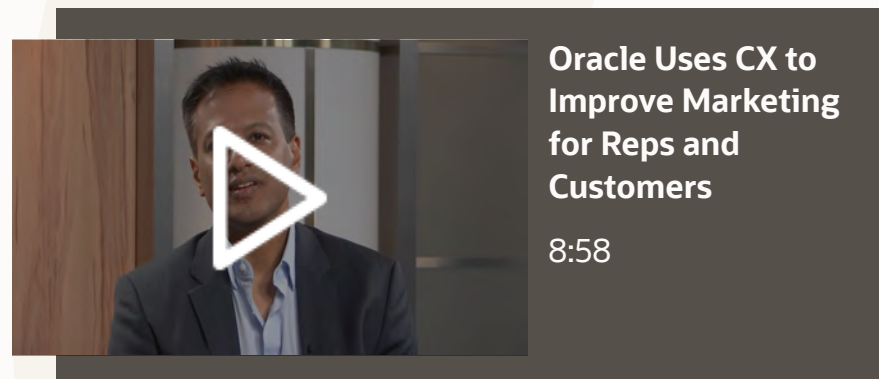 Oracle Uses CX to
Improve Marketing
for Reps and
Customers
8:58